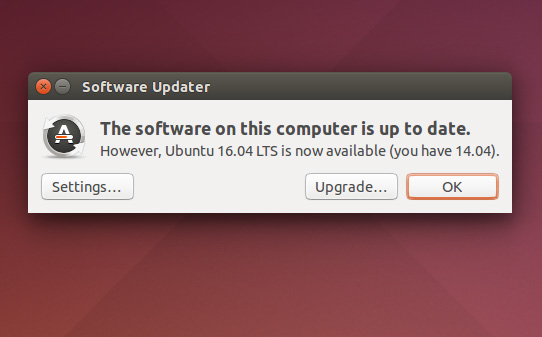 Software Updater
The software on this computer is up to date.
However, Ubuntu 16.04 LTS is now available (you have 14.04).
Settings...
Upgrade...
OK